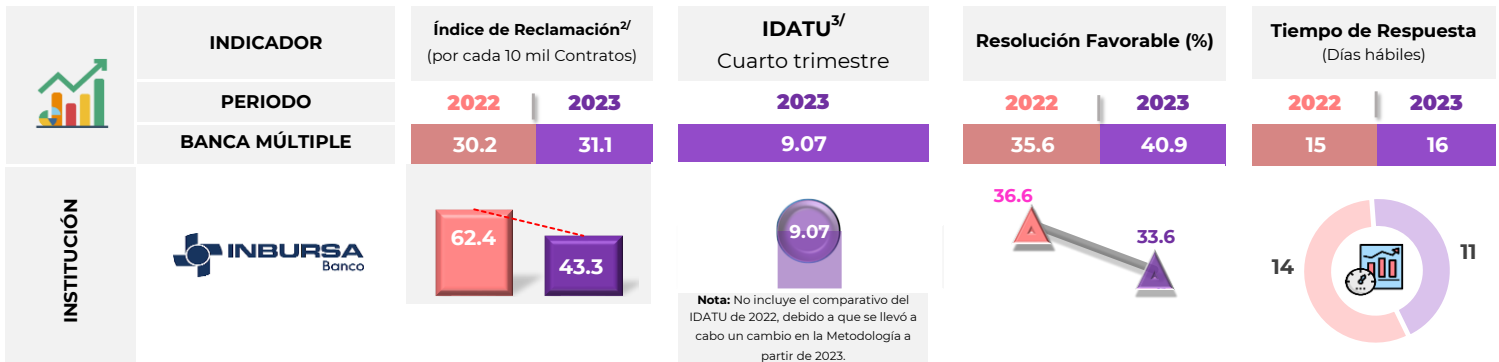 INDICADOR
Índice de Reclamación2/
(por cada 10 mil Contratos)
IDATU3/
Cuarto trimestre
Resolución Favorable (%)
Tiempo de Respuesta
(Días hábiles)
PERIODO
2022 2023
2023
2022 2023
2022 2023
BANCA MÚLTIPLE
30.2 31.1
9.07
35.6 40.9
15 16
INSTITUCIÓN
INBURSA
Banco
62.4
43.3
9.07
Nota: No incluye el comparativo del
IDATU de 2022, debido a que se llevó a
cabo un cambio en la Metodología a
partir de 2023.
36.6
33.6
14
11